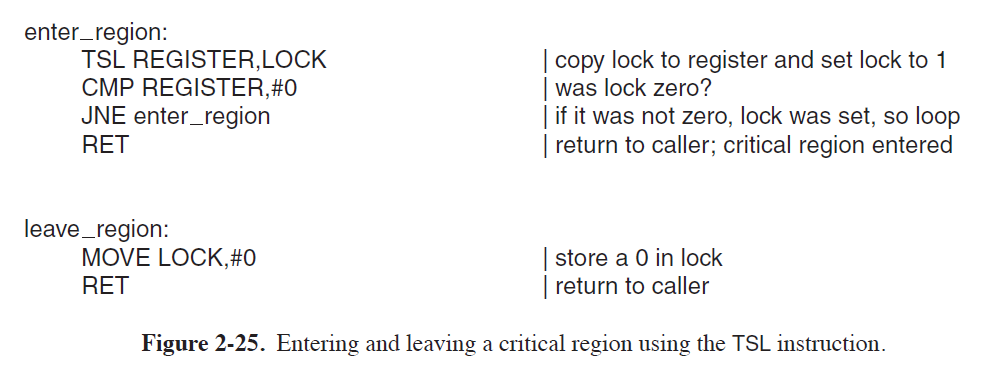 enter_region:
TSL REGISTER,LOCK | copy lock to register and set lock to 1
CMP REGISTER,#0 | was lock zero?
JNE enter_region | if it was not zero, lock was set, so loop
RET | return to caller; critical region entered
leave_region:
MOVE LOCK,#0 | store a 0 in lock
RET | return to caller
Figure 2-25. Entering and leaving a critical region using the TSL instruction.